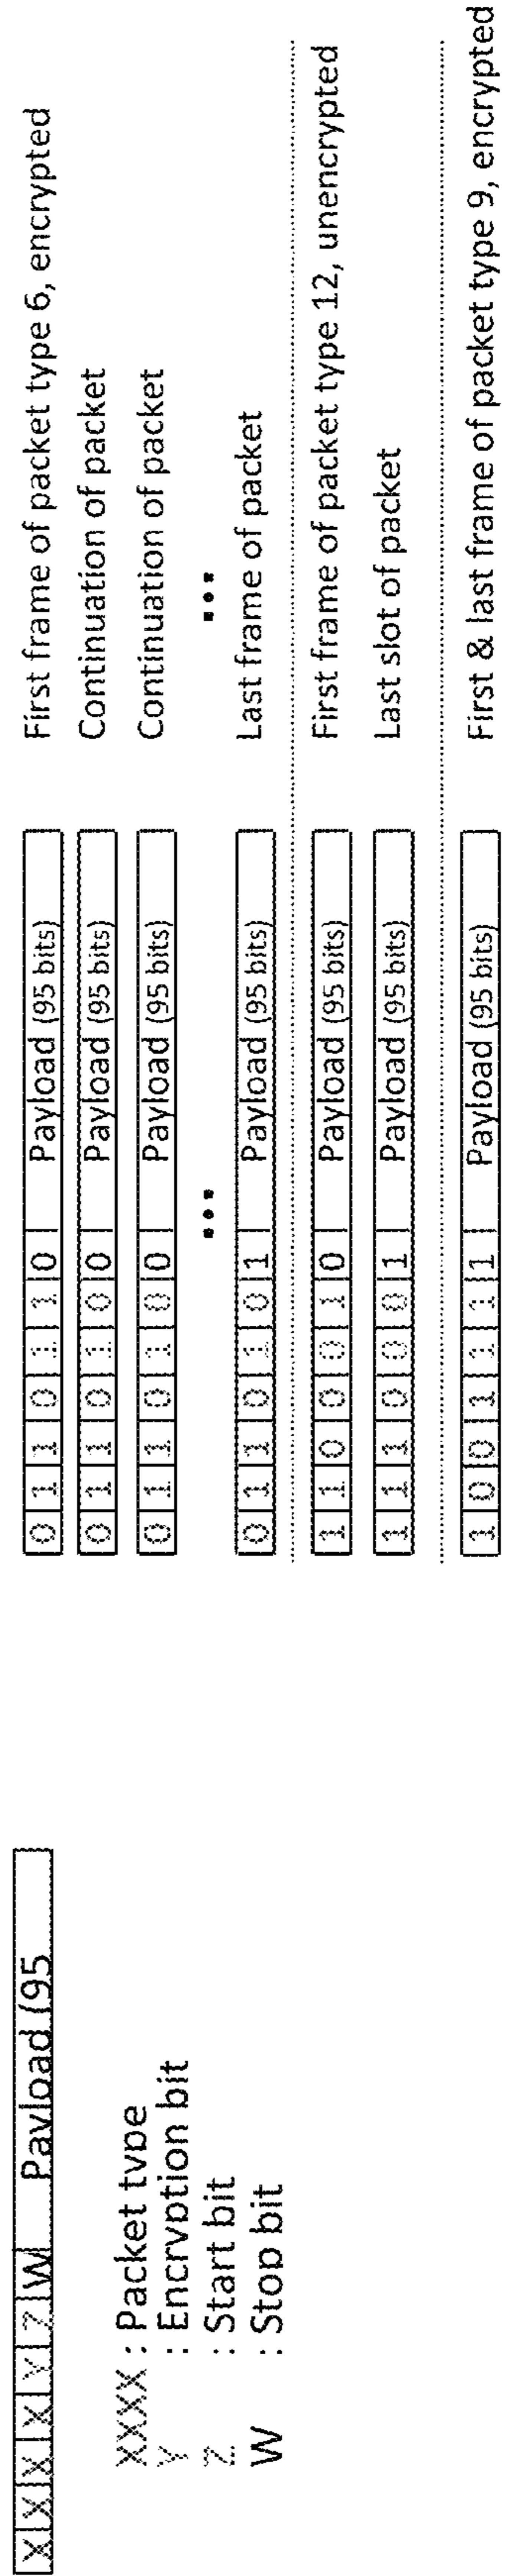 X X X X Y Z W Payload (95
XXXX : Packet type
Y : Encryption bit
Z : Start bit
W : Stop bit
0 1 1 0 1 1 0 Payload (95 bits) First frame of packet type 6, encrypted
0 1 1 0 1 0 0 Payload (95 bits) Continuation of packet
0 1 1 0 1 0 0 Payload (95 bits) Continuation of packet
... ...
0 1 1 0 1 0 1 Payload (95 bits) Last frame of packet
1 1 0 0 0 1 0 Payload (95 bits) First frame of packet type 12, unencrypted
1 1 1 0 0 0 1 Payload (95 bits) Last slot of packet
1 0 0 1 1 1 1 Payload (95 bits) First & last frame of packet type 9, encrypted